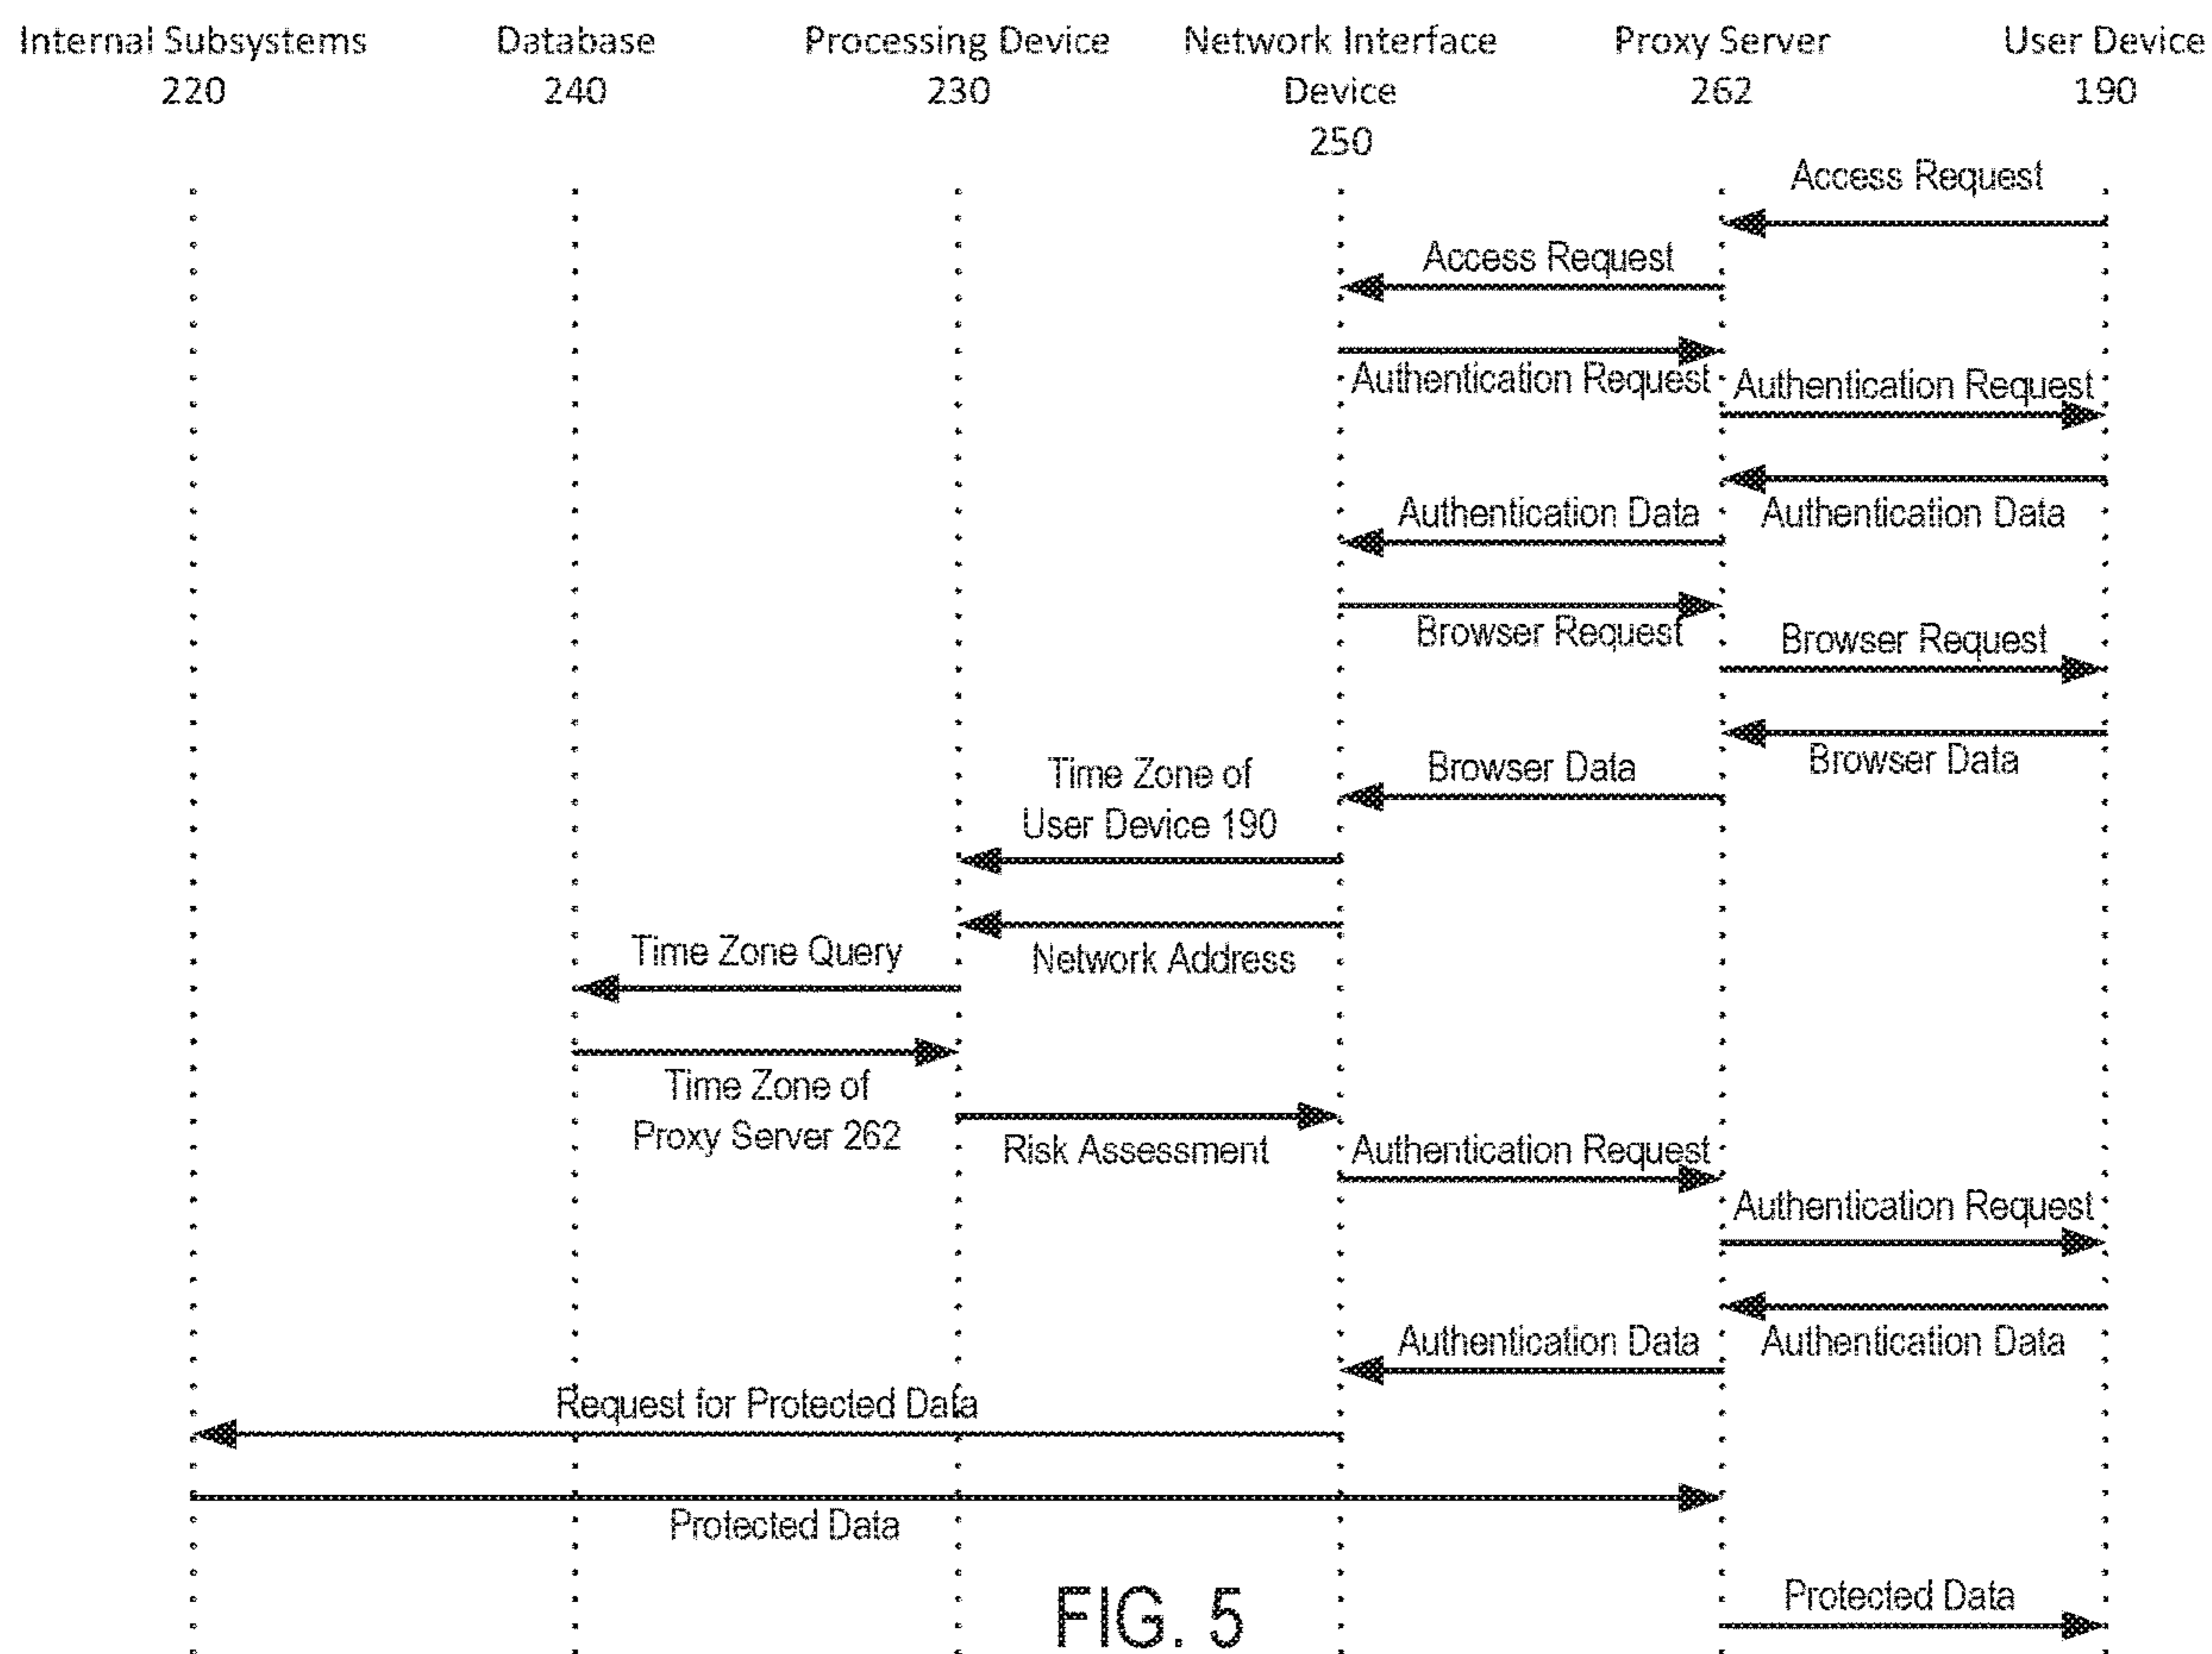 Internal Subsystems
220
Database
240
Processing Device
230
Network Interface
Device
250
Proxy Server
262
User Device
190
Access Request
Access Request
Authentication Request
Authentication Request
Authentication Data
Authentication Data
Browser Request
Browser Request
Browser Data
Browser Data
Time Zone of
User Device 190
Network Address
Time Zone Query
Time Zone of
Proxy Server 262
Risk Assessment
Authentication Request
Authentication Request
Authentication Data
Authentication Data
Request for Protected Data
Protected Data
Protected Data
FIG. 5